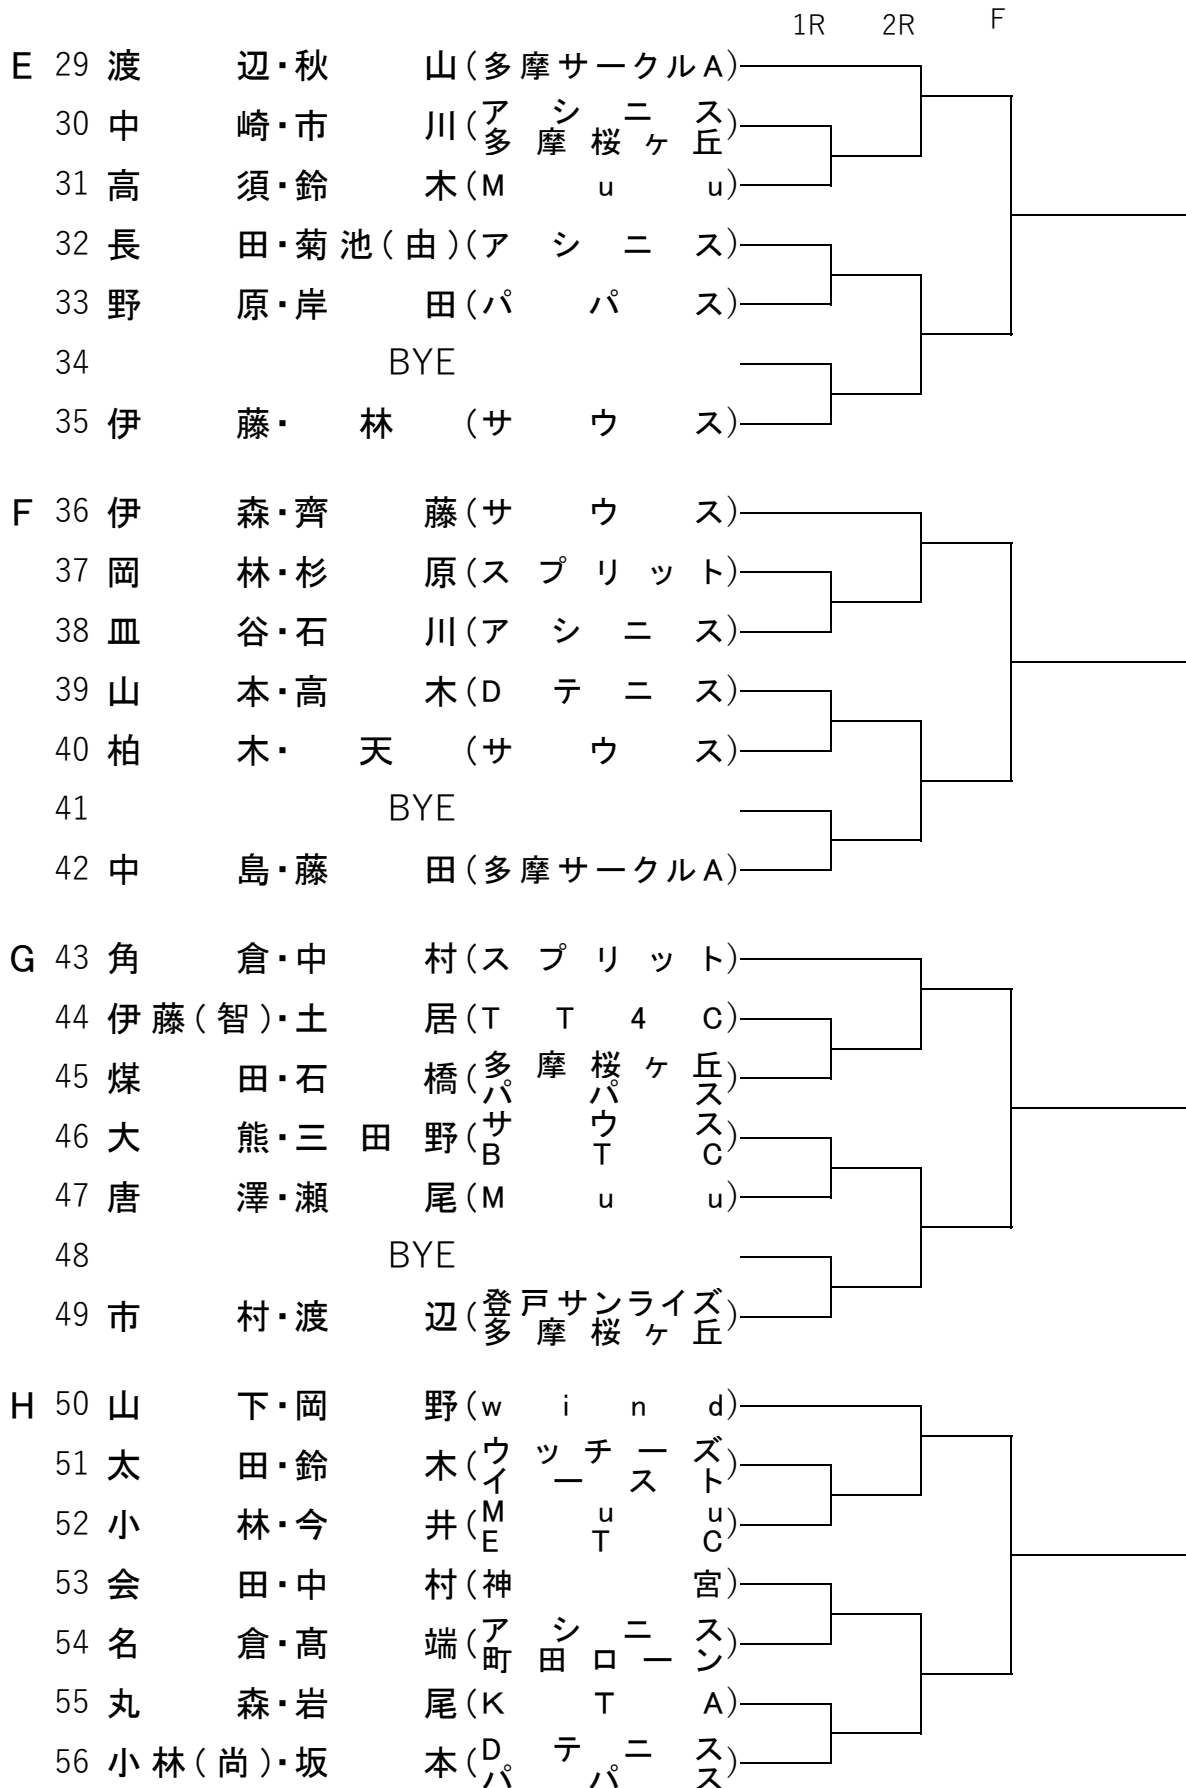 1R 2R F
E 29 渡辺・秋山(多摩サークルA)
30 中崎・市川(アシニス 多摩桜ヶ丘)
31 高須・鈴木(Muu)
32 長田・菊池(由)(アシニス)
33 野原・岸田(パパス)
34 BYE
35 伊藤・林(サウス)
F 36 伊森・齊藤(サウス)
37 岡林・杉原(スプリット)
38 皿谷・石川(アシニス)
39 山本・高木(Dテニス)
40 柏木・天(サウス)
41 BYE
42 中島・藤田(多摩サークルA)
G 43 角倉・中村(スプリット)
44 伊藤(智)・土居(TT4C)
45 煤田・石橋(多摩桜ヶ丘 パパス)
46 大熊・三田野(サウス BTC)
47 唐澤・瀬尾(Muu)
48 BYE
49 市村・渡辺(登戸サンライズ 多摩桜ヶ丘)
H 50 山下・岡野(wind)
51 太田・鈴木(ウッチーズ イースト)
52 小林・今井(Muu ETC)
53 会田・中村(神宮)
54 名倉・髙端(アシニス 町田ローン)
55 丸森・岩尾(KTA)
56 小林(尚)・坂本(Dテニス パパス)